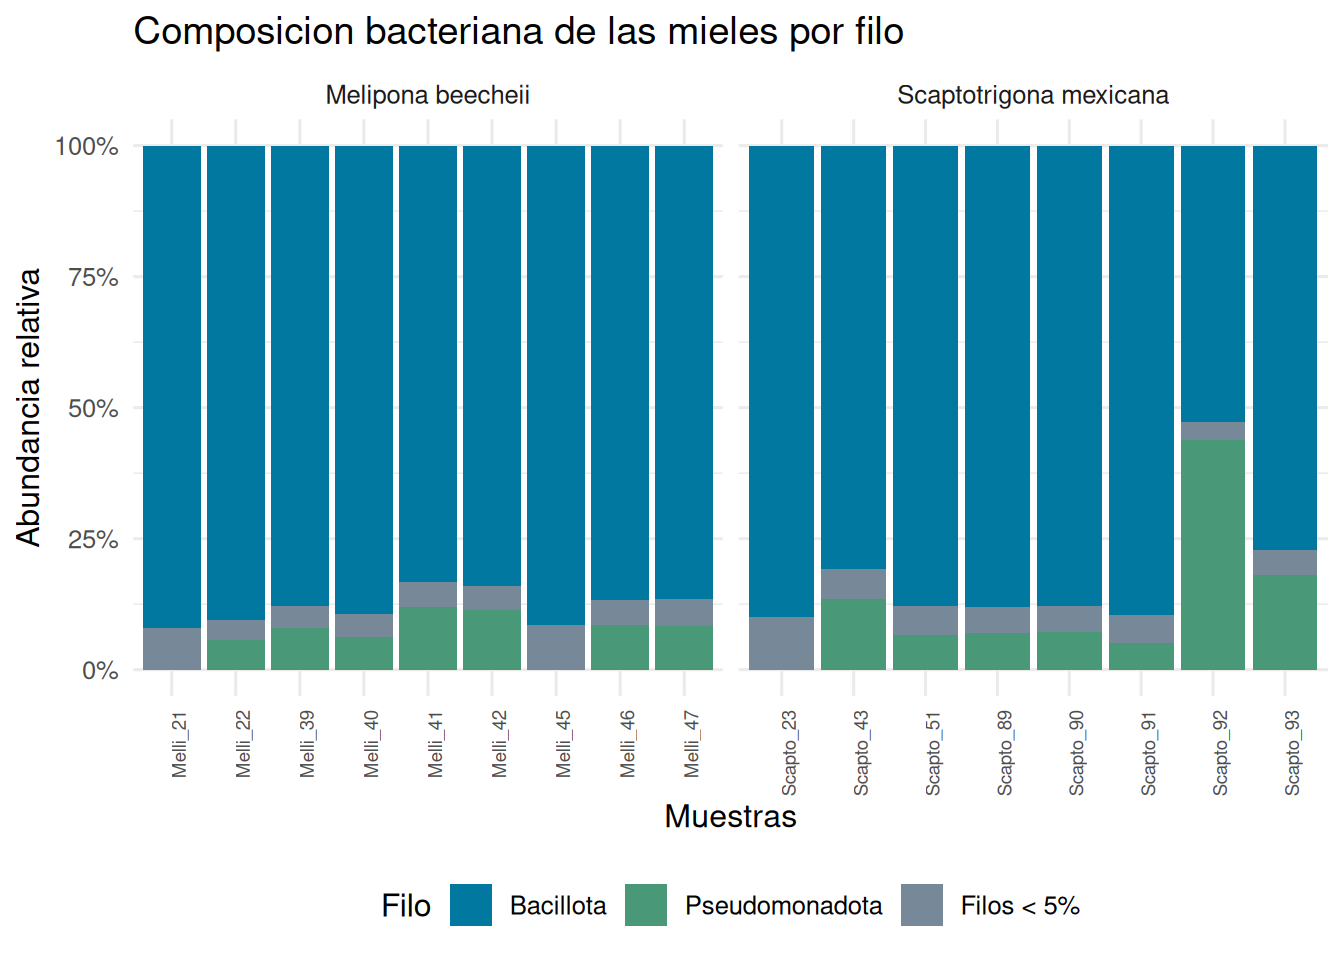 Composicion bacteriana de las mieles por filo
Melipona beecheii
Scaptotrigona mexicana
Abundancia relativa
100%
75%
50%
25%
0%
Melli_21
Melli_22
Melli_39
Melli_40
Melli_41
Melli_42
Melli_45
Melli_46
Melli_47
Scapto_23
Scapto_43
Scapto_51
Scapto_89
Scapto_90
Scapto_91
Scapto_92
Scapto_93
Muestras
Filo Bacillota Pseudomonadota Filos < 5%